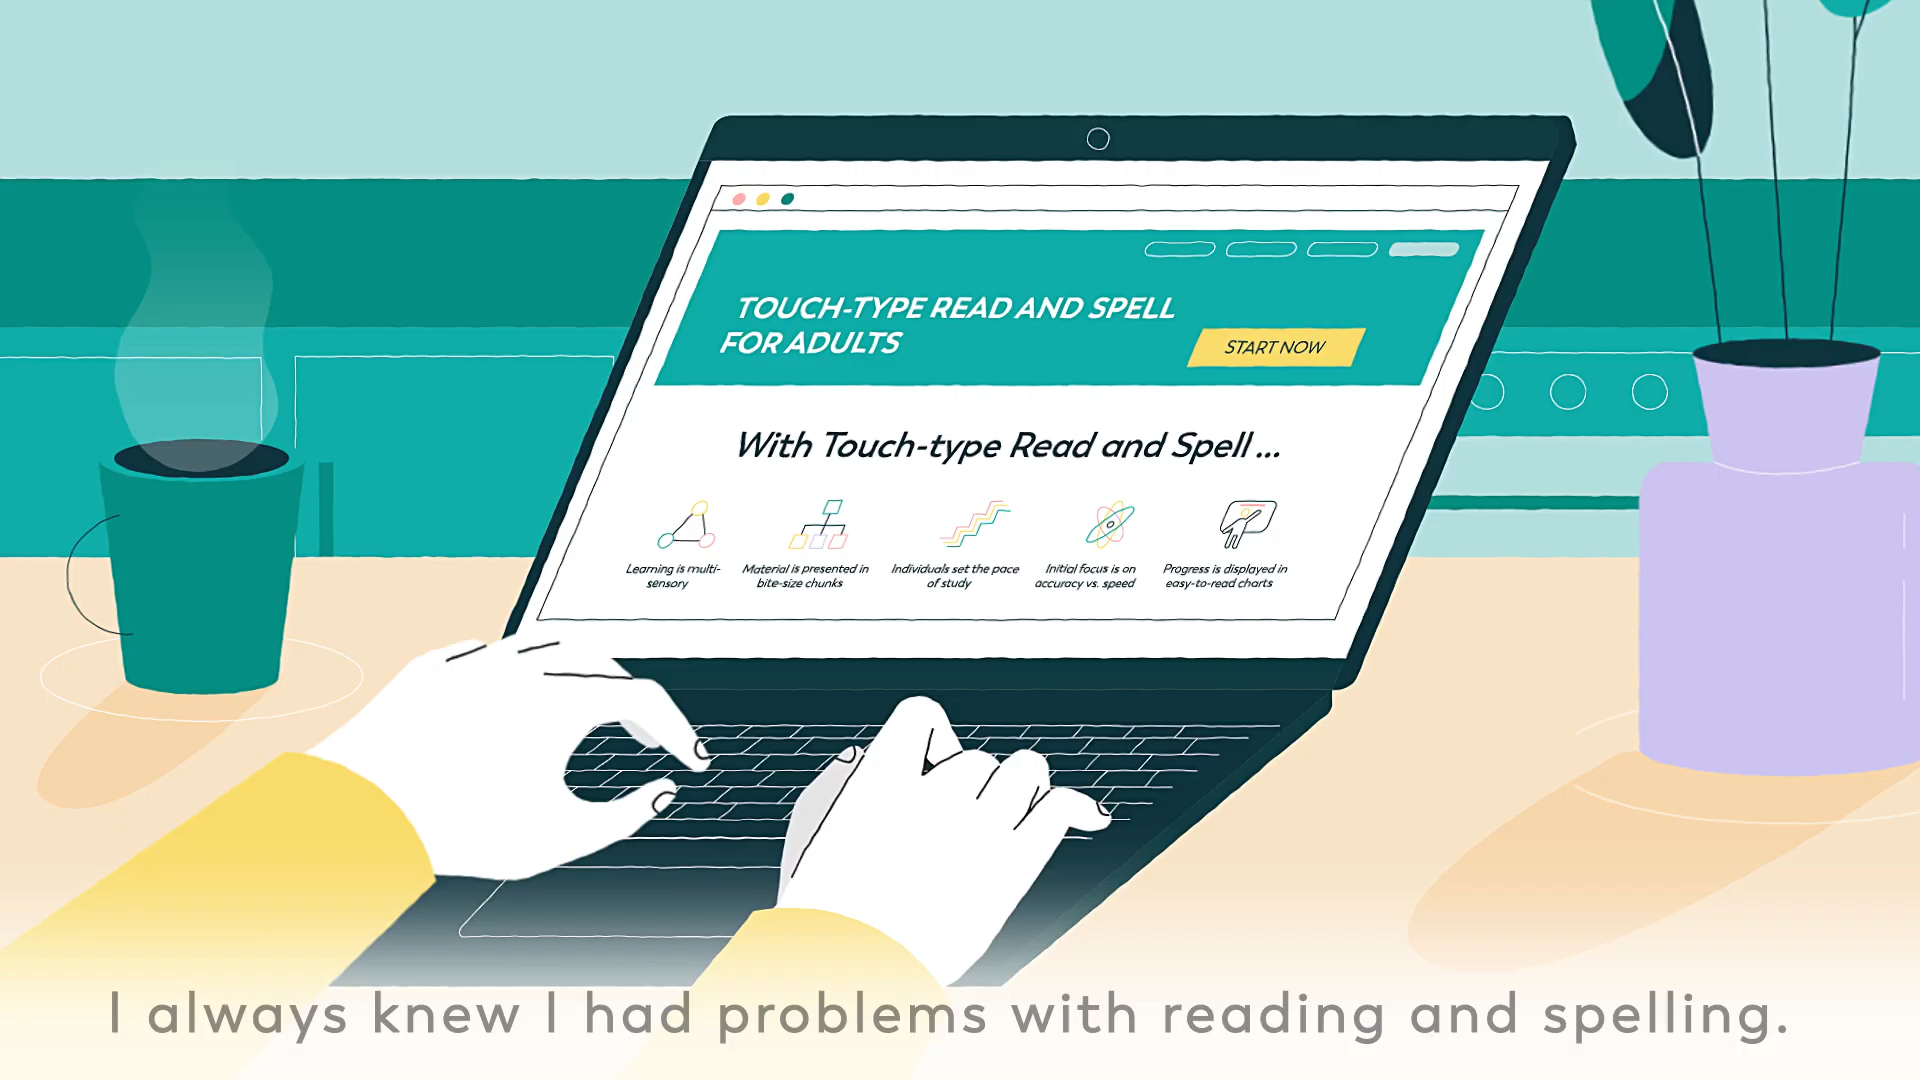 TOUCH-TYPE READ AND SPELL
FOR ADULTS
START NOW
With Touch-type Read and Spell ...
Learning is multi-
sensory
Material is presented in
bite-size chunks
Individuals set the pace
of study
Initial focus is on
accuracy vs. speed
Progress is displayed in
easy-to-read charts
I always knew I had problems with reading and spelling.